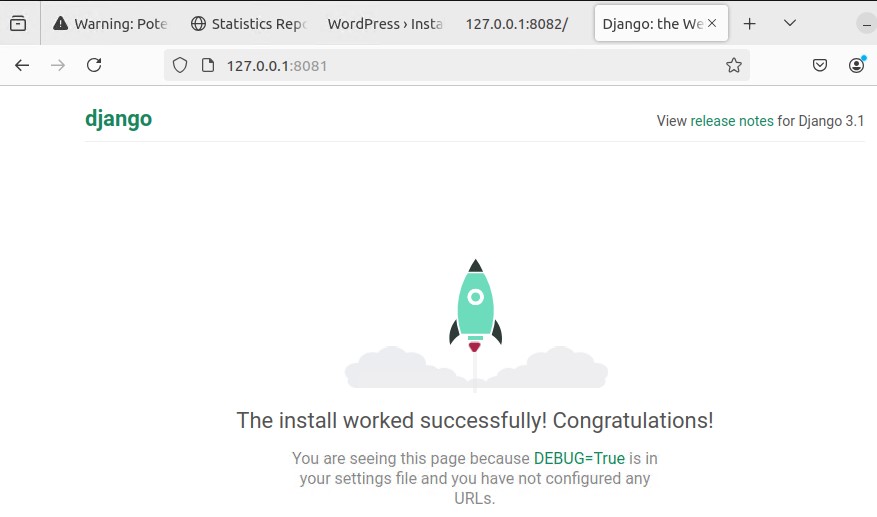 Warning: Pote
Statistics Repo
WordPress › Insta
127.0.0.1:8082/
Django: the We
127.0.0.1:8081
django
View release notes for Django 3.1
The install worked successfully! Congratulations!
You are seeing this page because DEBUG=True is in
your settings file and you have not configured any
URLs.